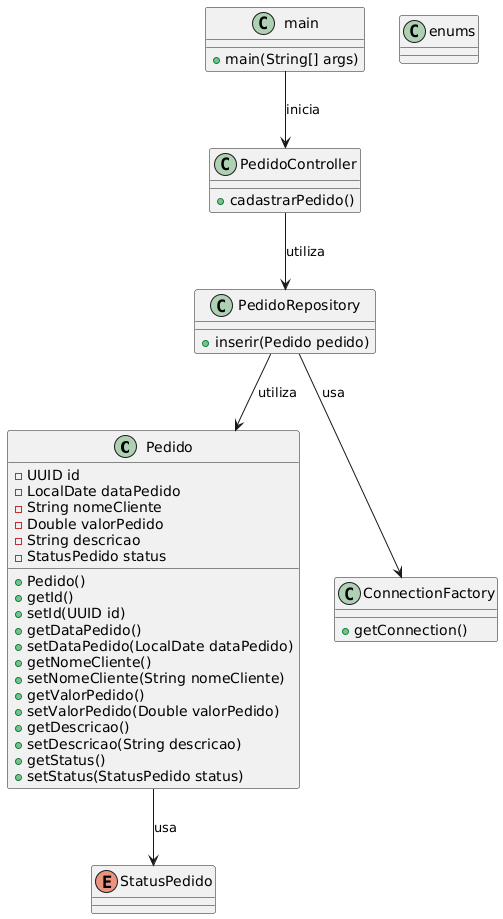 C main
C enums
main(String[] args)
inicia
C PedidoController
cadastrarPedido()
utiliza
C PedidoRepository
inserir(Pedido pedido)
utiliza
usa
C Pedido
UUID id
LocalDate dataPedido
String nomeCliente
Double valorPedido
String descricao
StatusPedido status
Pedido()
getId()
setId(UUID id)
getDataPedido()
setDataPedido(LocalDate dataPedido)
getNomeCliente()
setNomeCliente(String nomeCliente)
getValorPedido()
setValorPedido(Double valorPedido)
getDescricao()
setDescricao(String descricao)
getStatus()
setStatus(StatusPedido status)
C ConnectionFactory
getConnection()
usa
E StatusPedido